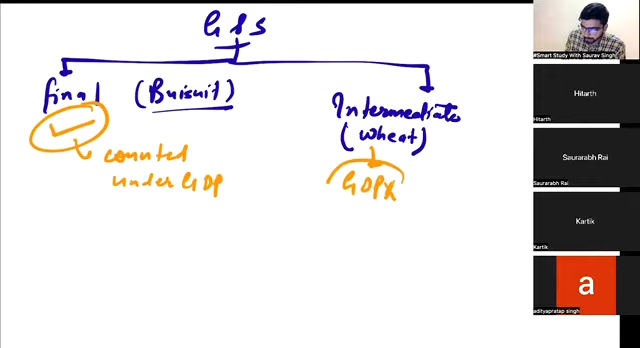 G & S
final (Buisuit)
Intermediate
(wheat)
counted
under GDP
GDP X
#Smart Study With Saurav Singh
Hitarth
Hitarth
Saurarabh Rai
Saurarabh Rai
Kartik
Kartik
a
adityapratap singh